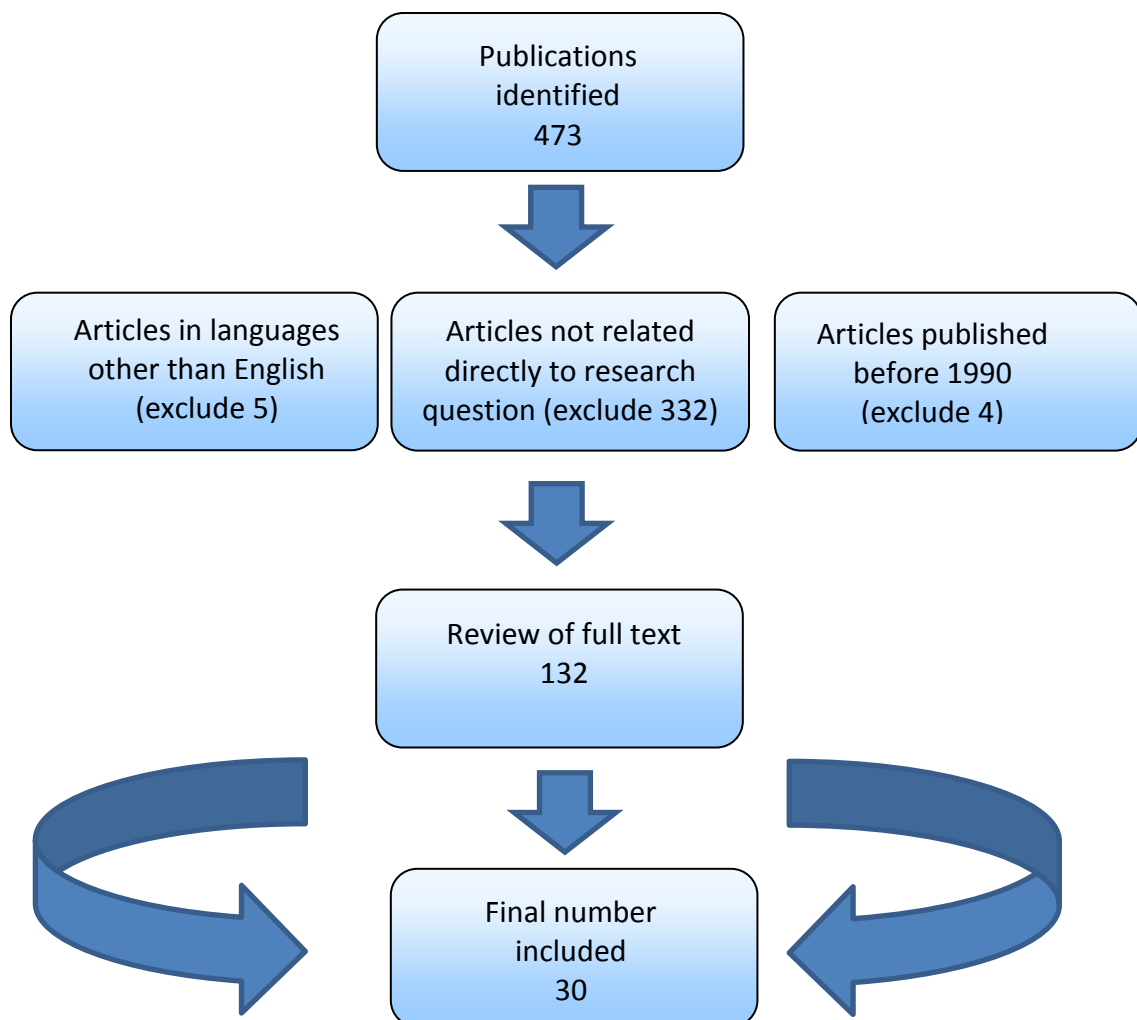 Publications
identified
473
Articles in languages
other than English
(exclude 5)
Articles not related
directly to research
question (exclude 332)
Articles published
before 1990
(exclude 4)
Review of full text
132
Final number
included
30